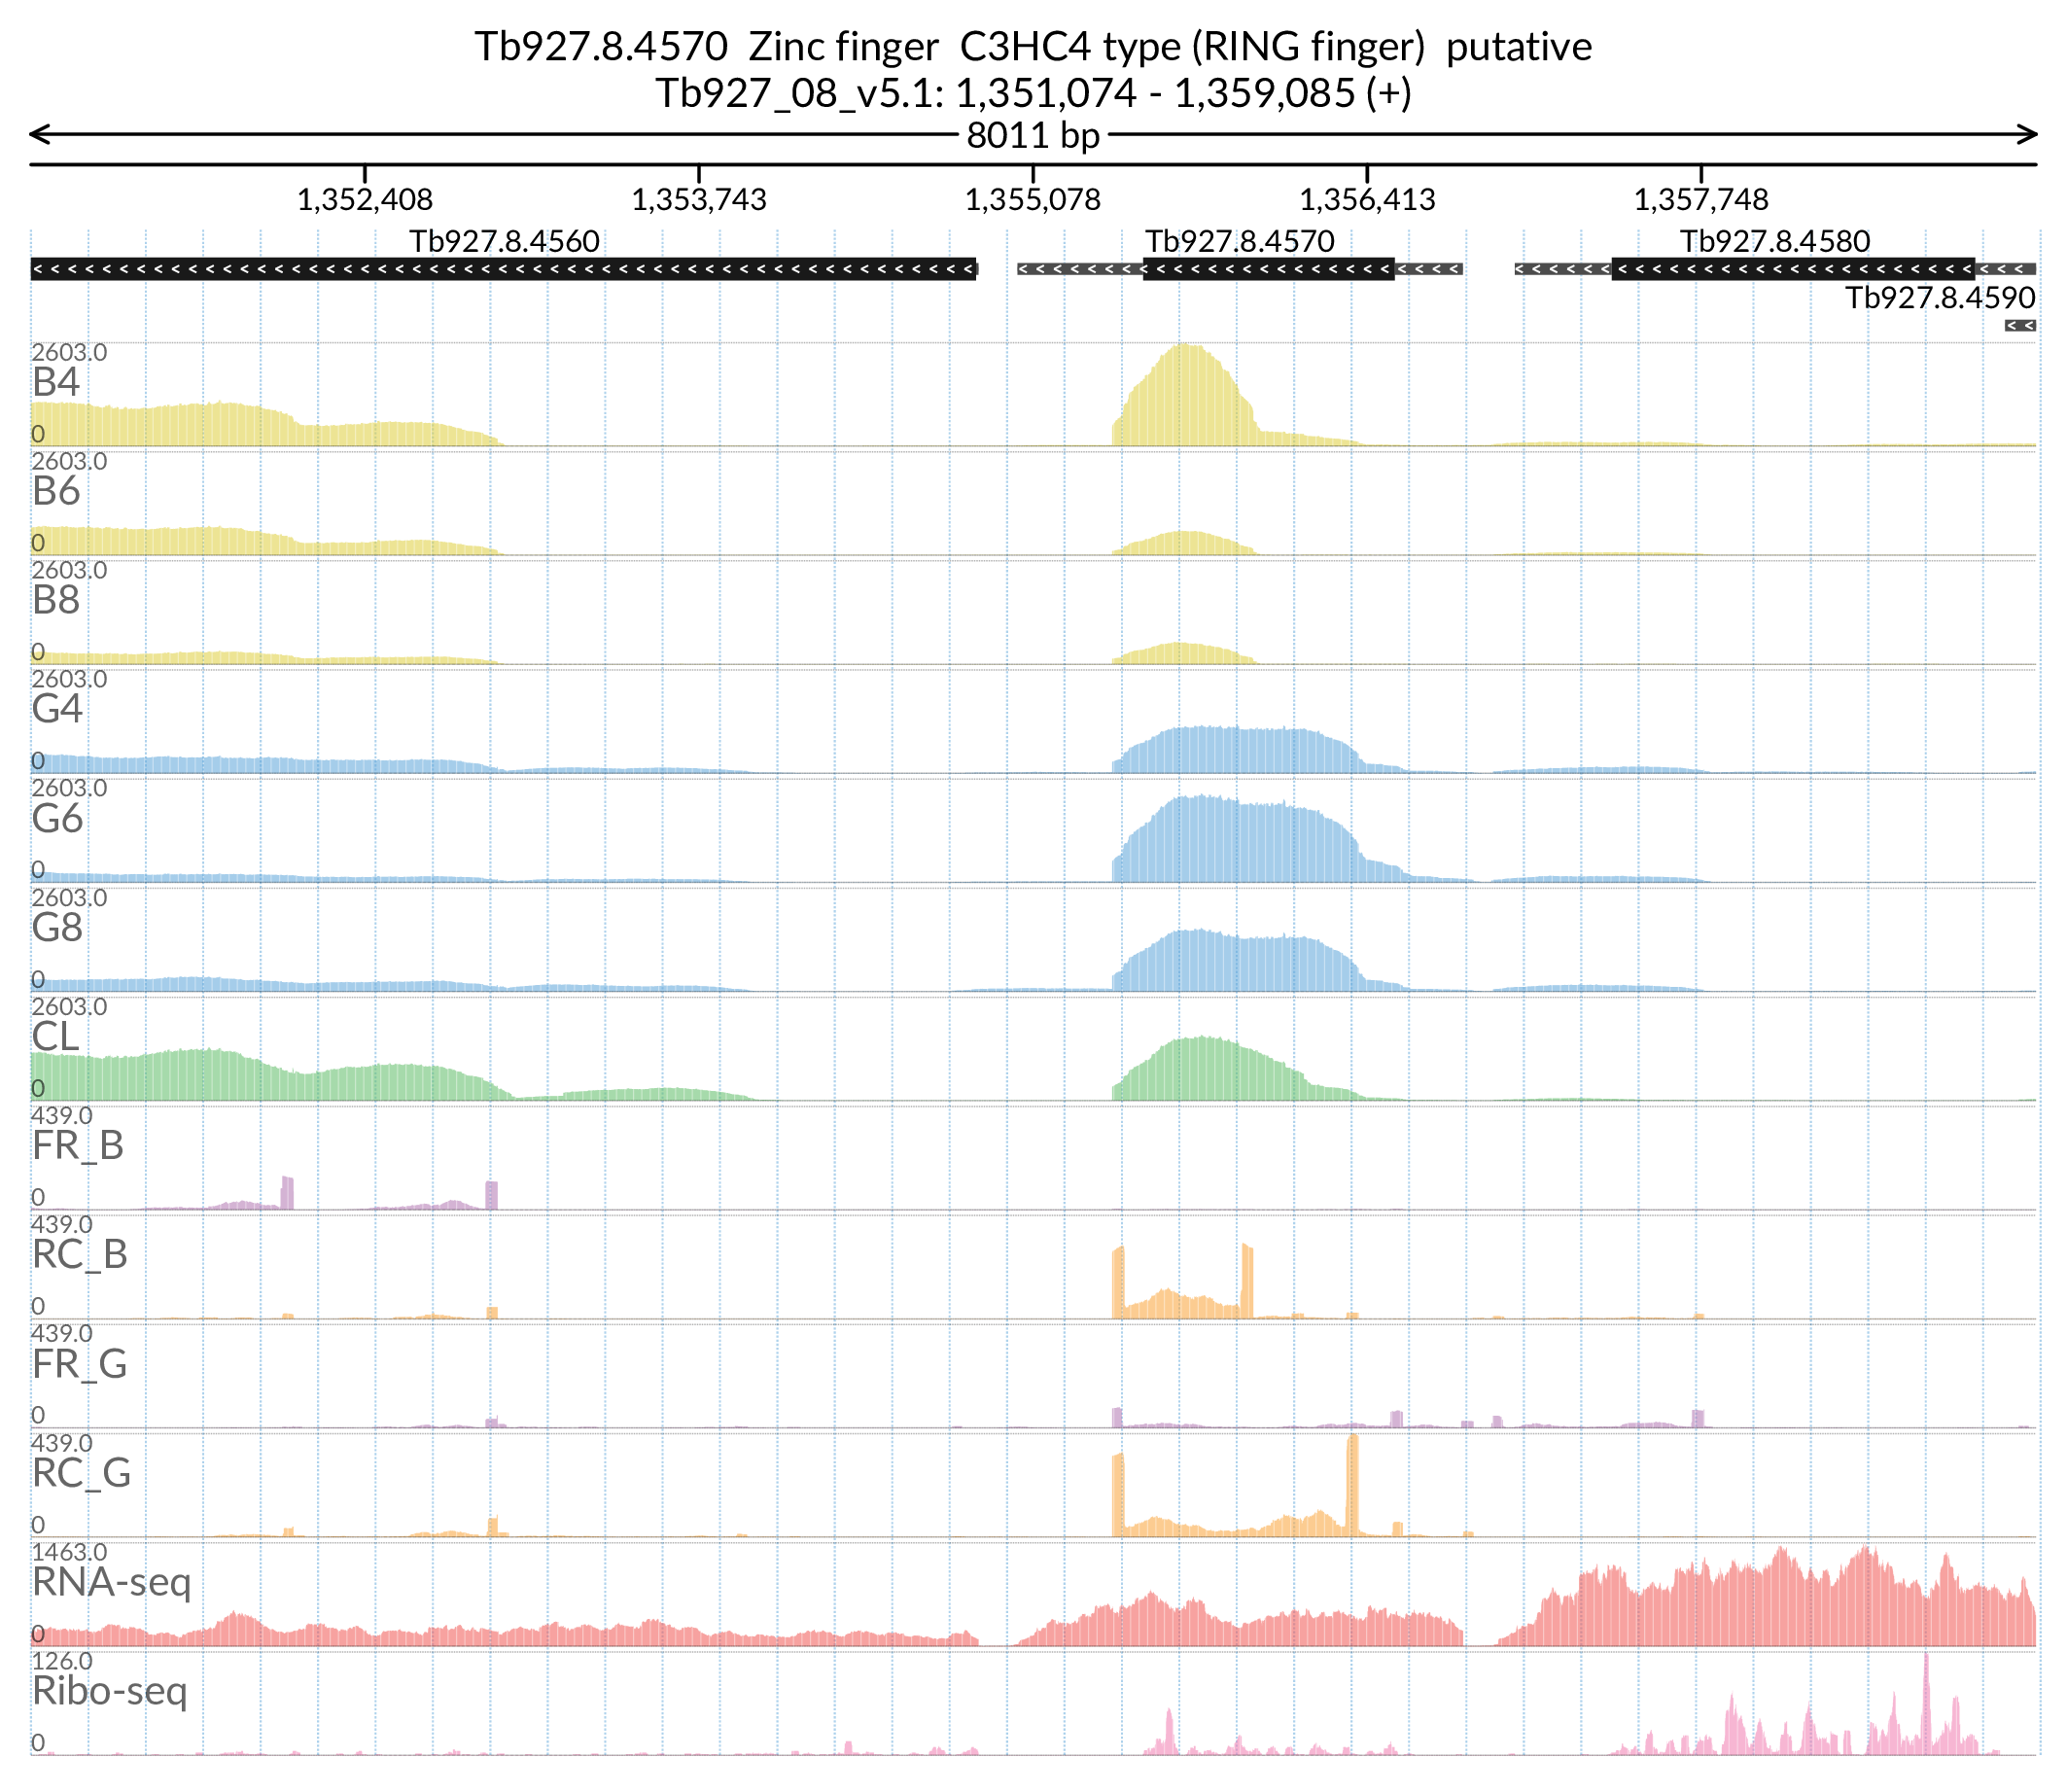 Tb927.8.4570  Zinc finger  C3HC4 type (RING finger)  putative
Tb927_08_v5.1: 1,351,074 - 1,359,085 (+)
8011 bp
1,352,408 1,353,743 1,355,078 1,356,413 1,357,748
Tb927.8.4560 Tb927.8.4570 Tb927.8.4580
Tb927.8.4590
2603.0
B4
0
2603.0
B6
0
2603.0
B8
0
2603.0
G4
0
2603.0
G6
0
2603.0
G8
0
2603.0
CL
0
439.0
FR_B
0
439.0
RC_B
0
439.0
FR_G
0
439.0
RC_G
0
1463.0
RNA-seq
0
126.0
Ribo-seq
0